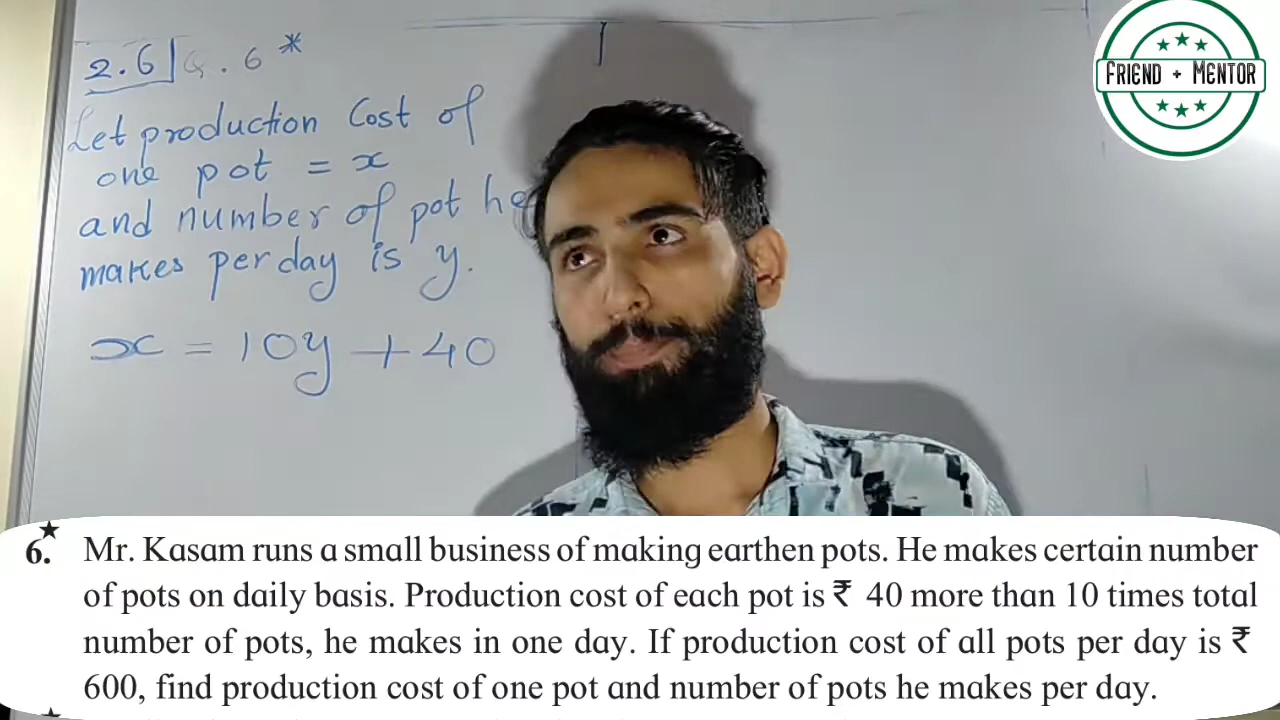 2.6 Q. 6 *
Let production Cost of
one pot = x
and number of pot he
makes per day is y.
x = 10y + 40
FRIEND + MENTOR
6. Mr. Kasam runs a small business of making earthen pots. He makes certain number
of pots on daily basis. Production cost of each pot is ₹ 40 more than 10 times total
number of pots, he makes in one day. If production cost of all pots per day is ₹
600, find production cost of one pot and number of pots he makes per day.